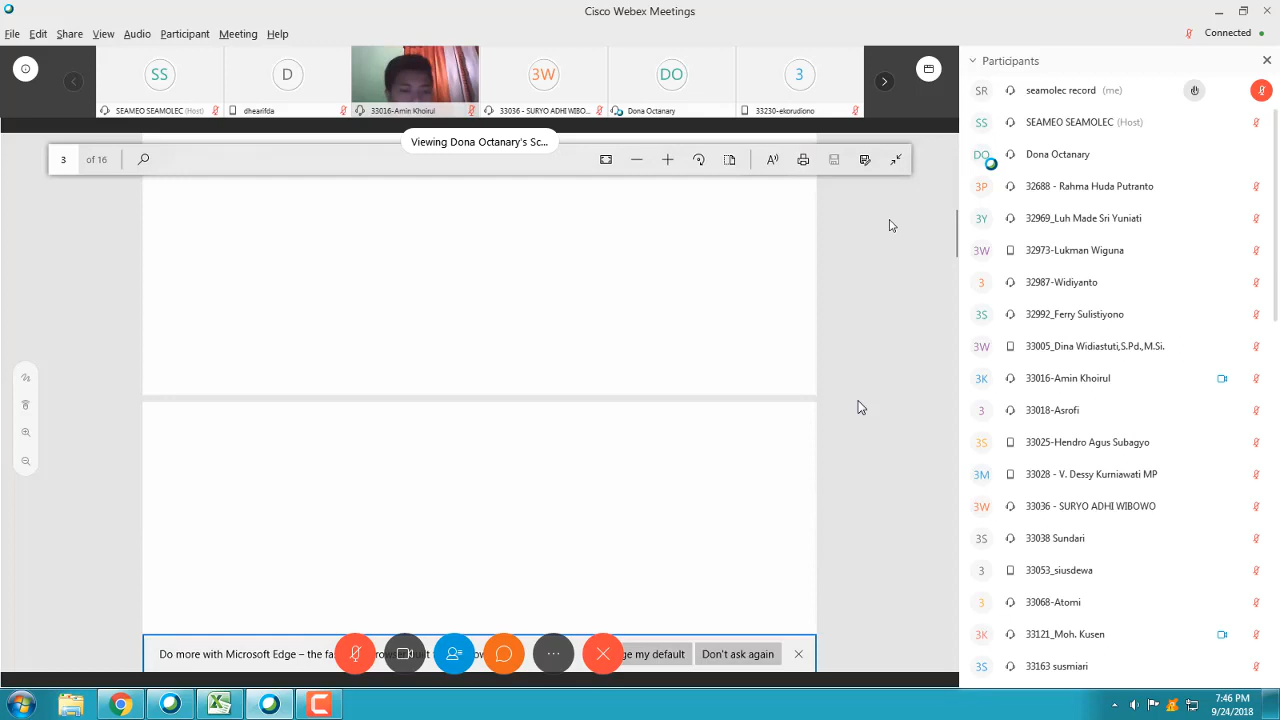 Cisco Webex Meetings
File Edit Share View Audio Participant Meeting Help
Connected
SS
D
3W
DO
3
SEAMEO SEAMOLEC (Host)
dhearifda
33016-Amin Khoirul
33036 - SURYO ADHI WIBO...
Dona Octanary
33230-ekorudiono
Viewing Dona Octanary's Sc...
3 of 16
Participants
SR seamolec record (me)
SS SEAMEO SEAMOLEC (Host)
DO Dona Octanary
3P 32688 - Rahma Huda Putranto
3Y 32969_Luh Made Sri Yuniati
3W 32973-Lukman Wiguna
3 32987-Widiyanto
3S 32992_Ferry Sulistiyono
3W 33005_Dina Widiastuti,S.Pd.,M.Si.
3K 33016-Amin Khoirul
3 33018-Asrofi
3S 33025-Hendro Agus Subagyo
3M 33028 - V. Dessy Kurniawati MP
3W 33036 - SURYO ADHI WIBOWO
3S 33038 Sundari
3 33053_siusdewa
3 33068-Atomi
3K 33121_Moh. Kusen
3S 33163 susmiari
Do more with Microsoft Edge – the fa
ge my default
Don't ask again
7:46 PM
9/24/2018